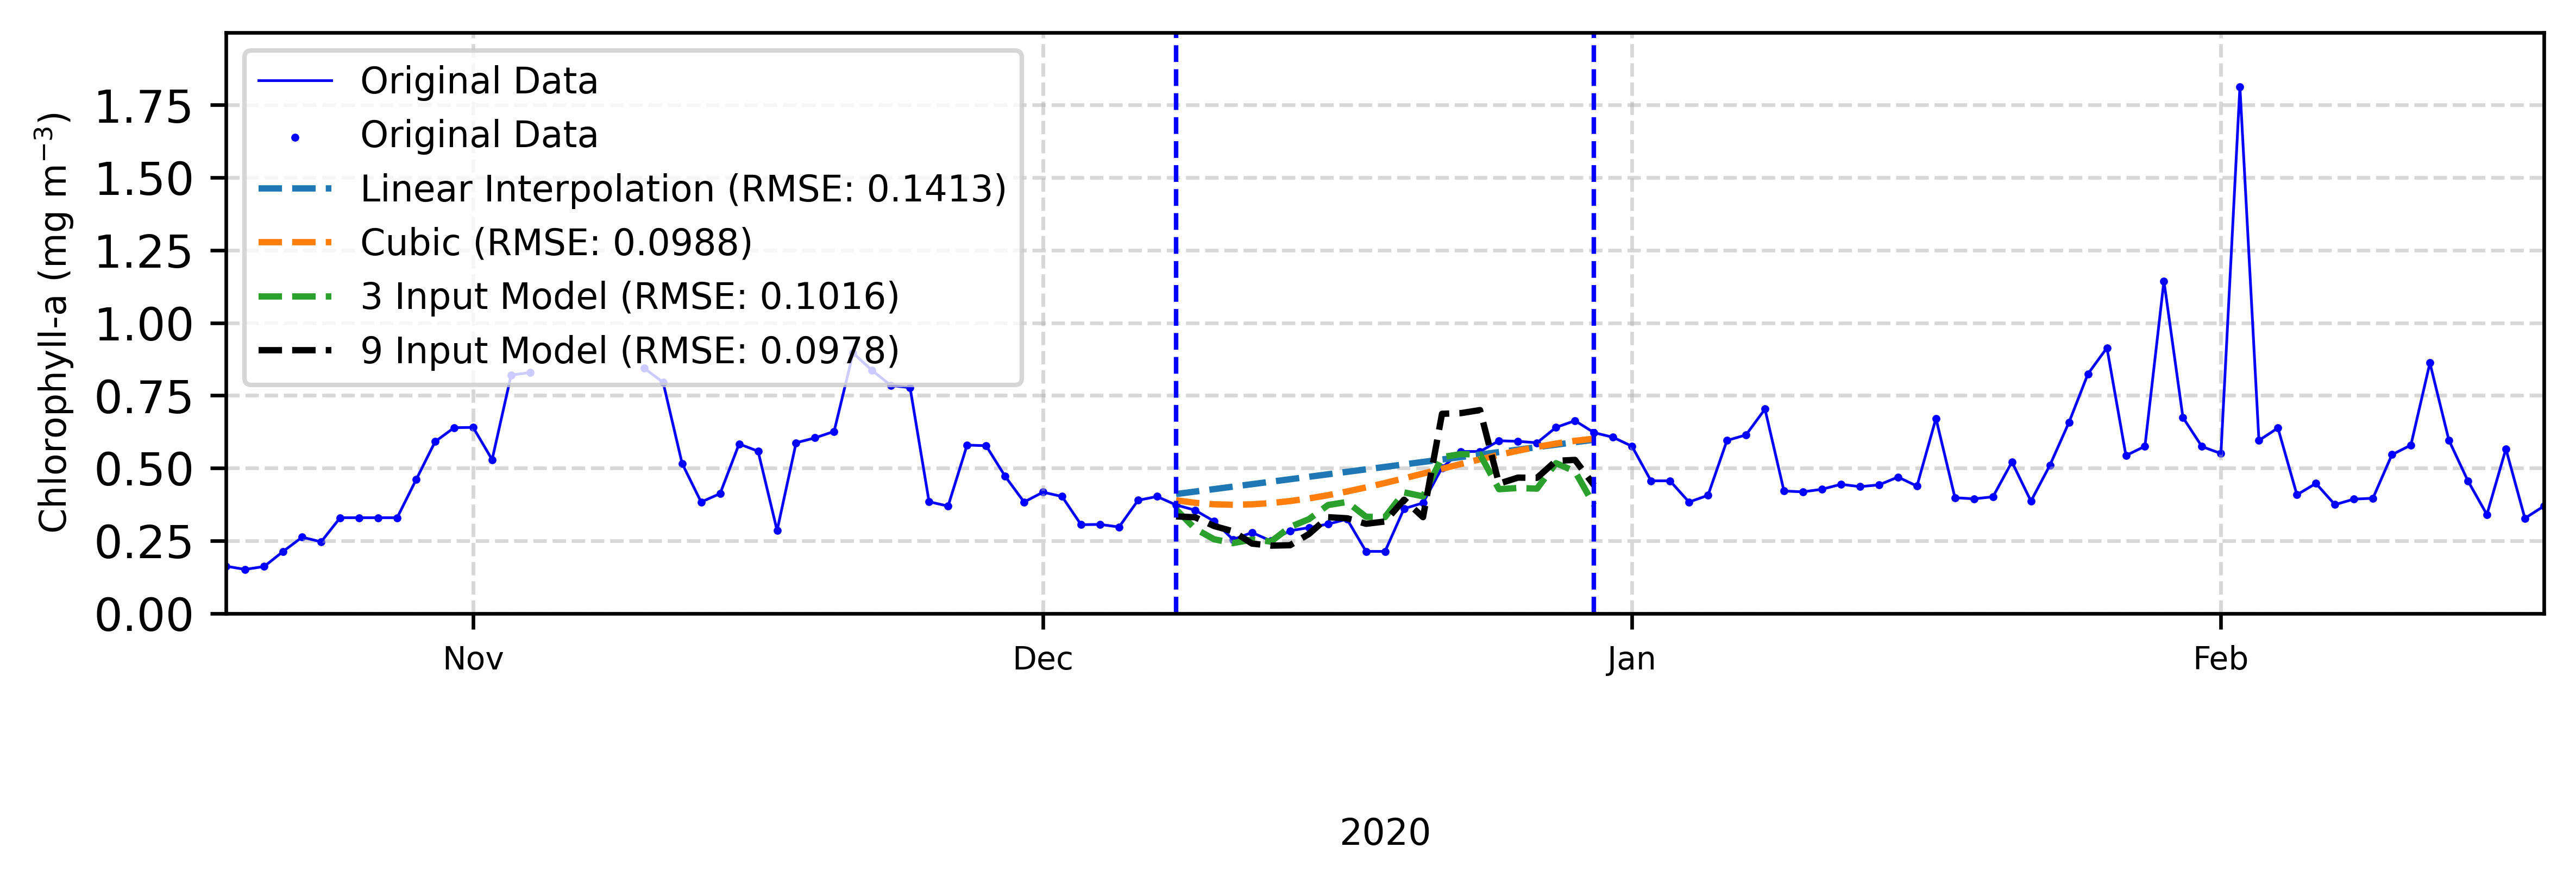 Original Data
Original Data
Linear Interpolation (RMSE: 0.1413)
Cubic (RMSE: 0.0988)
3 Input Model (RMSE: 0.1016)
9 Input Model (RMSE: 0.0978)
Chlorophyll-a (mg m⁻³)
1.75
1.50
1.25
1.00
0.75
0.50
0.25
0.00
Nov Dec Jan Feb
2020